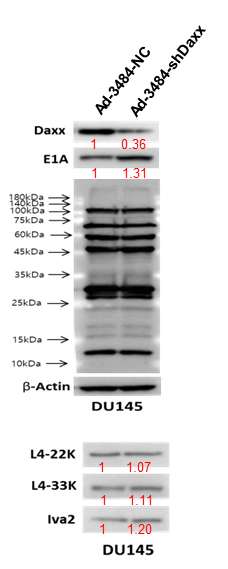 Ad-3484-NC
Ad-3484-shDaxx
Daxx
1 0.36
E1A
1 1.31
180kDa
140kDa
100kDa
75kDa
60kDa
45kDa
35kDa
25kDa
15kDa
10kDa
β-Actin
DU145
L4-22K
1 1.07
L4-33K
1 1.11
Iva2
1 1.20
DU145